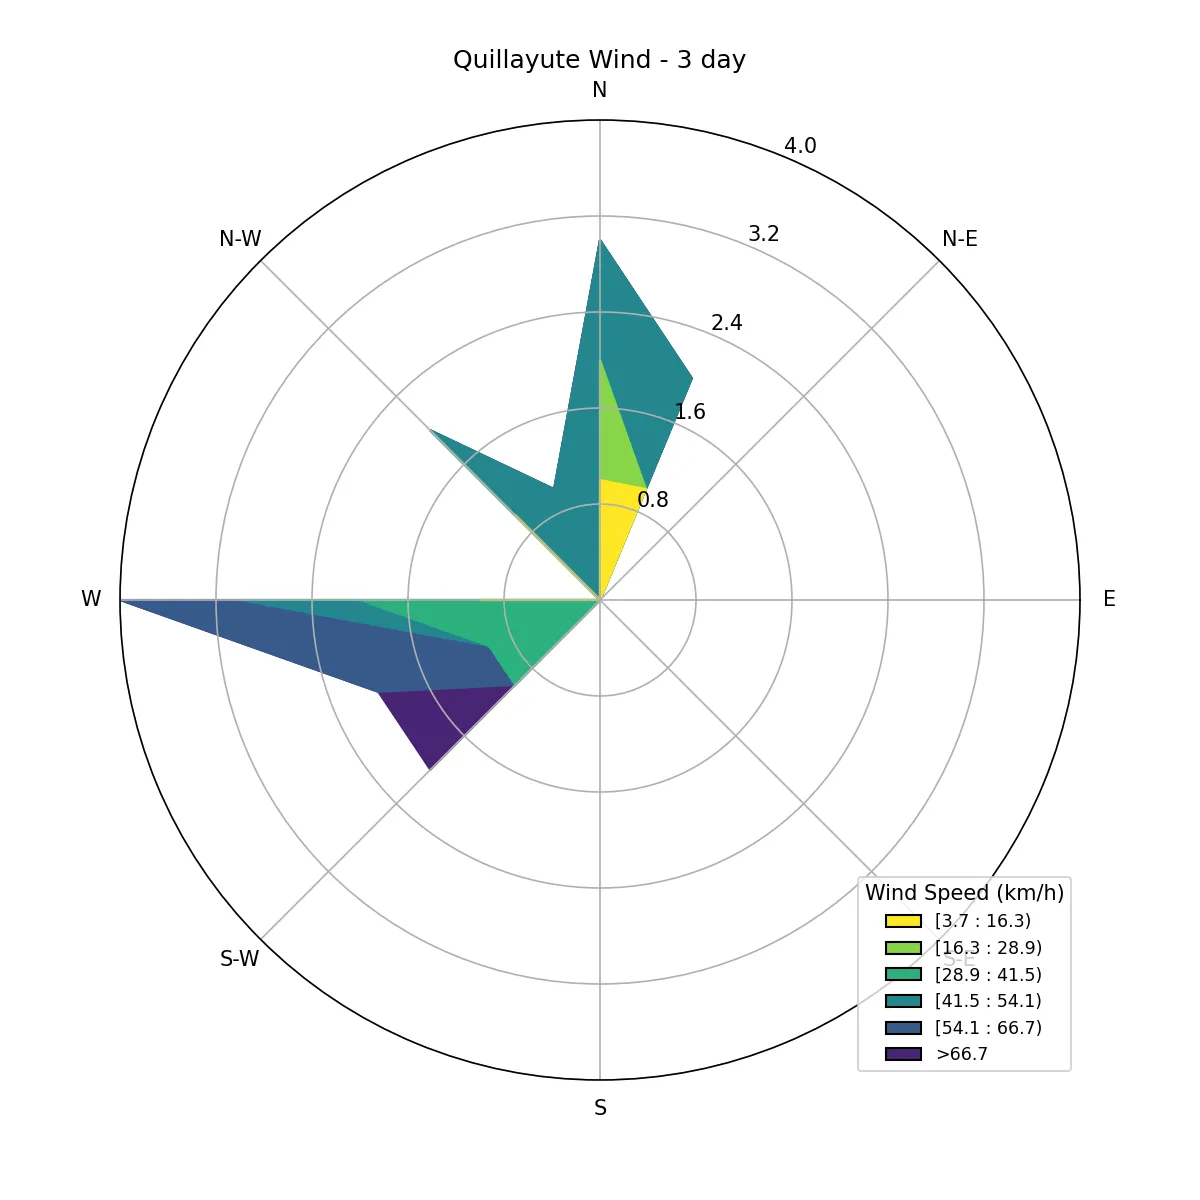 Quillayute Wind - 3 day
N
4.0
N-W
3.2
N-E
2.4
1.6
0.8
W
E
S-W
S-E
S
Wind Speed (km/h)
[3.7 : 16.3)
[16.3 : 28.9)
[28.9 : 41.5)
[41.5 : 54.1)
[54.1 : 66.7)
>66.7